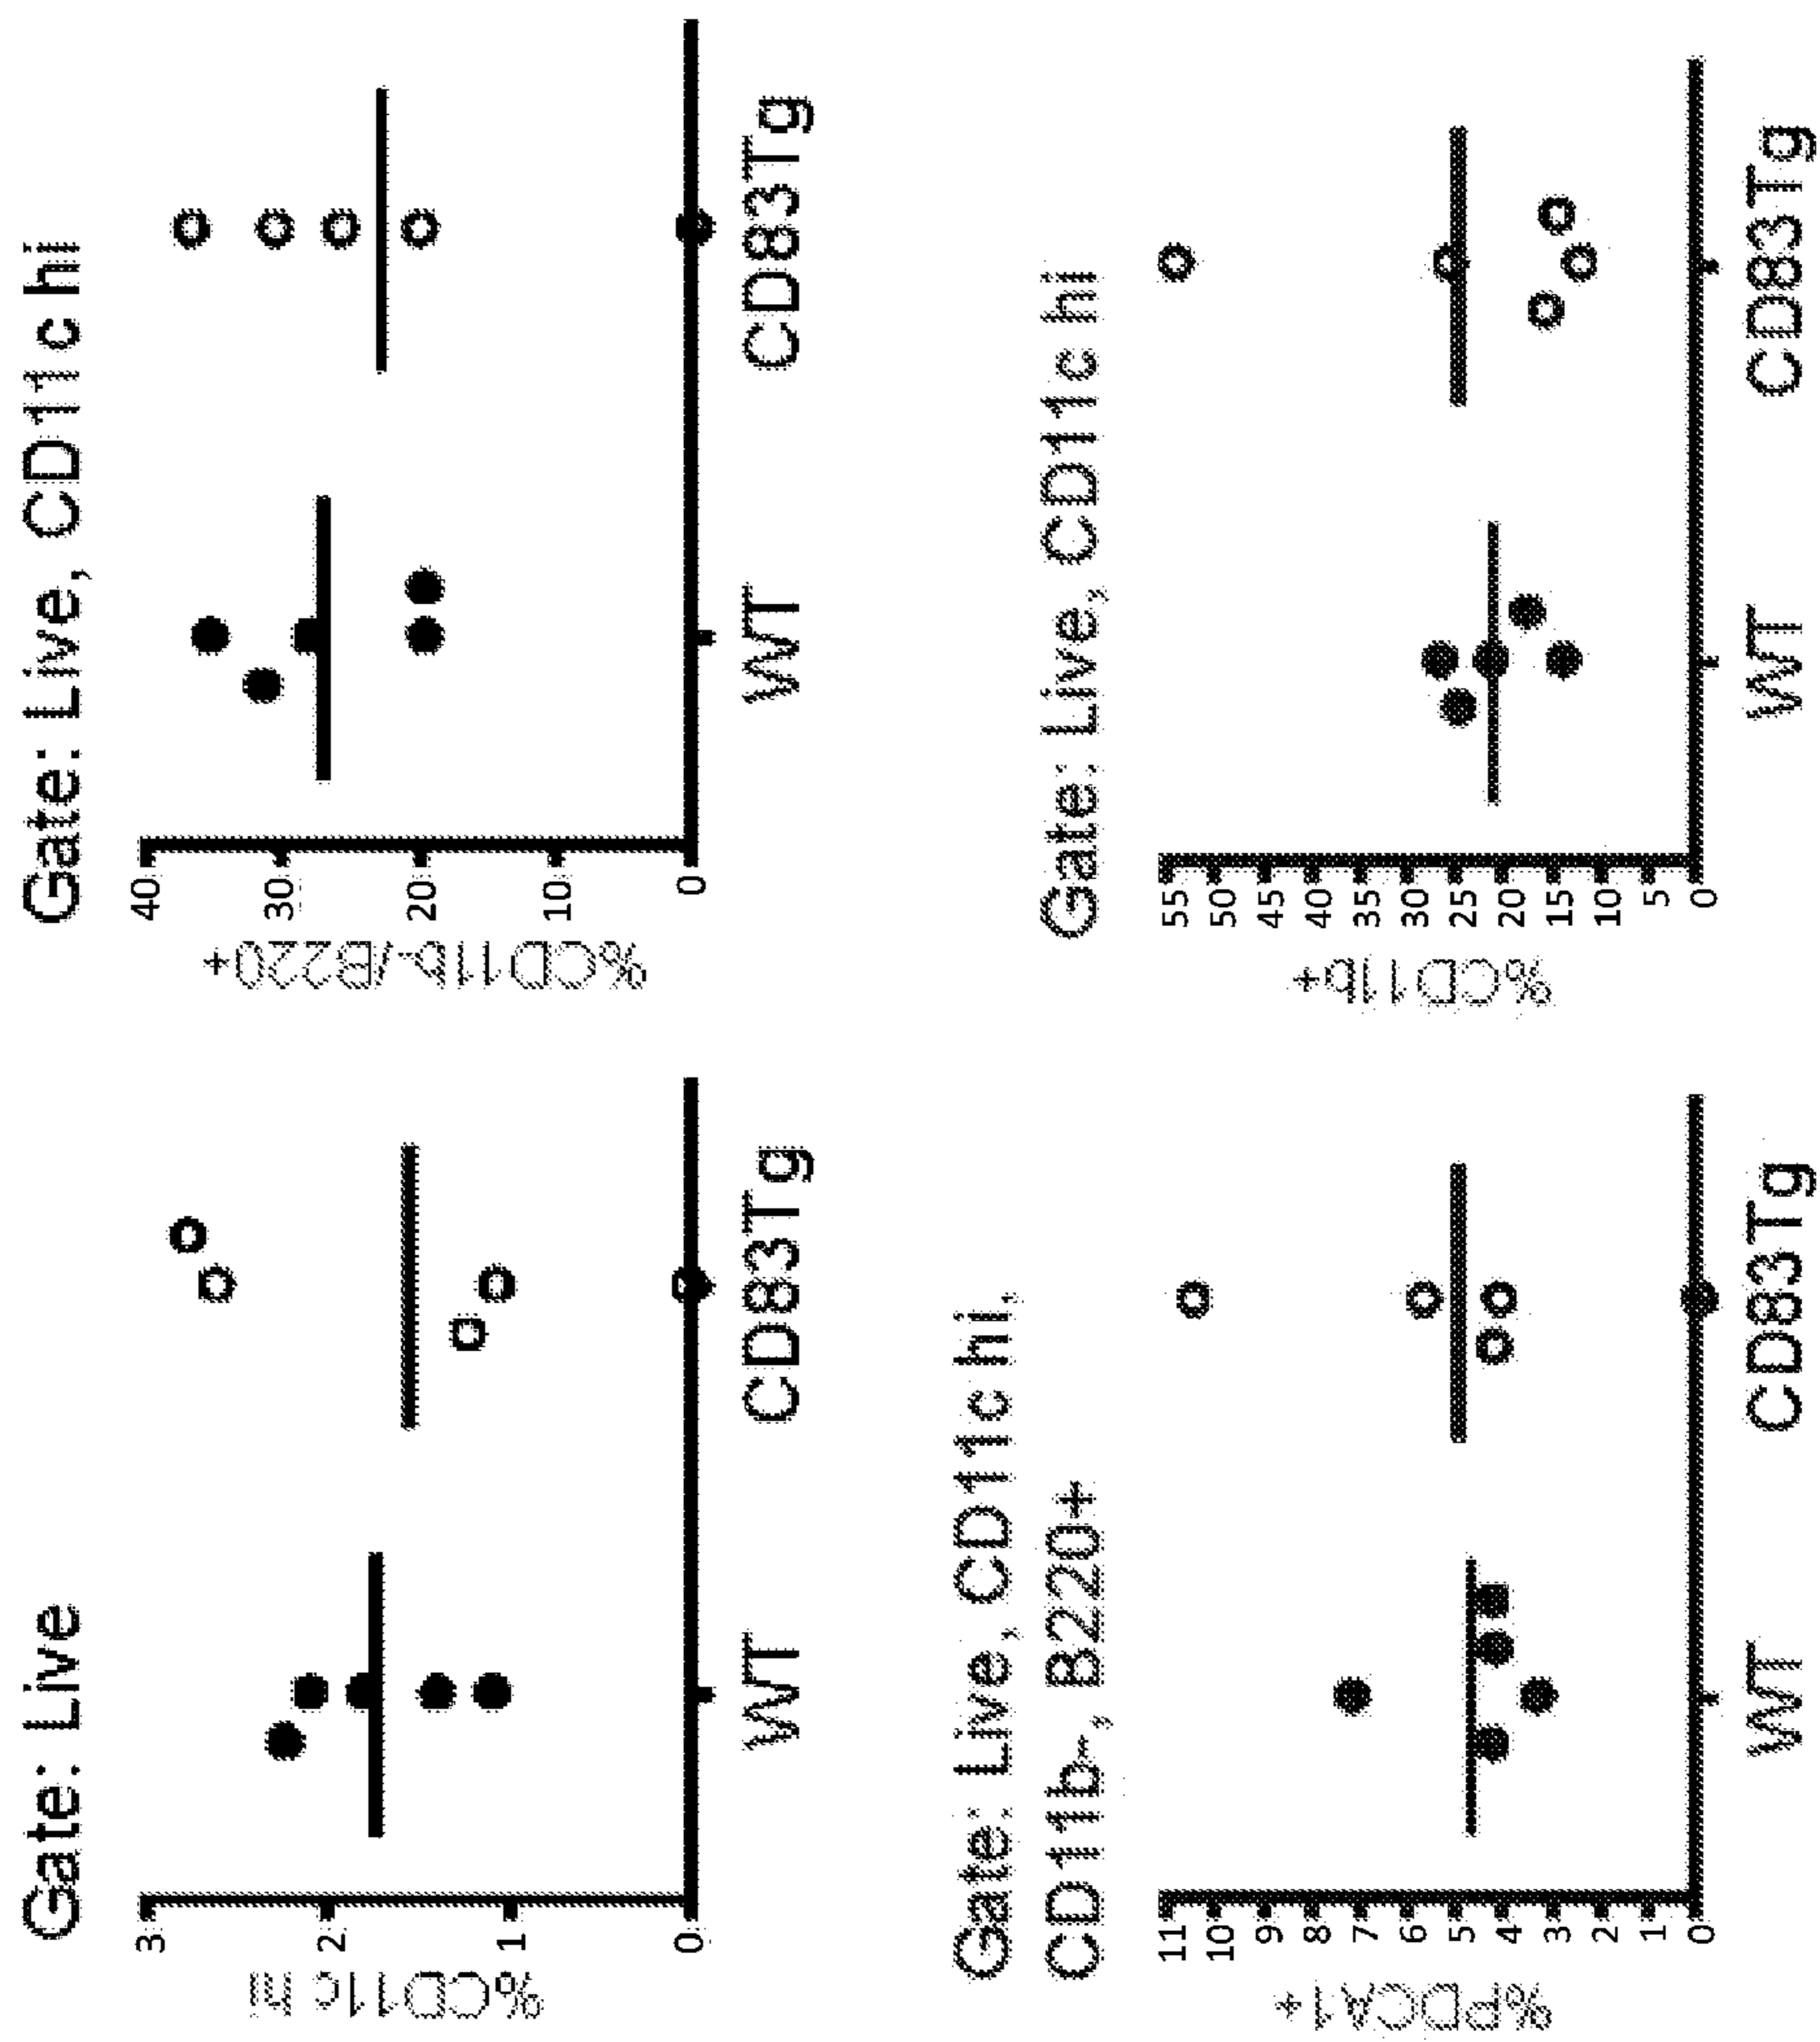 Gate: Live
%CD11c hi
3
2
1
0
WT
CD83Tg
Gate: Live, CD11c hi
%CD11b-/B220+
40
30
20
10
0
WT
CD83Tg
Gate: Live, CD11c hi,
CD11b-, B220+
%PDCA1+
11
10
9
8
7
6
5
4
3
2
1
0
WT
CD83Tg
Gate: Live, CD11c hi
%CD11b+
55
50
45
40
35
30
25
20
15
10
5
0
WT
CD83Tg